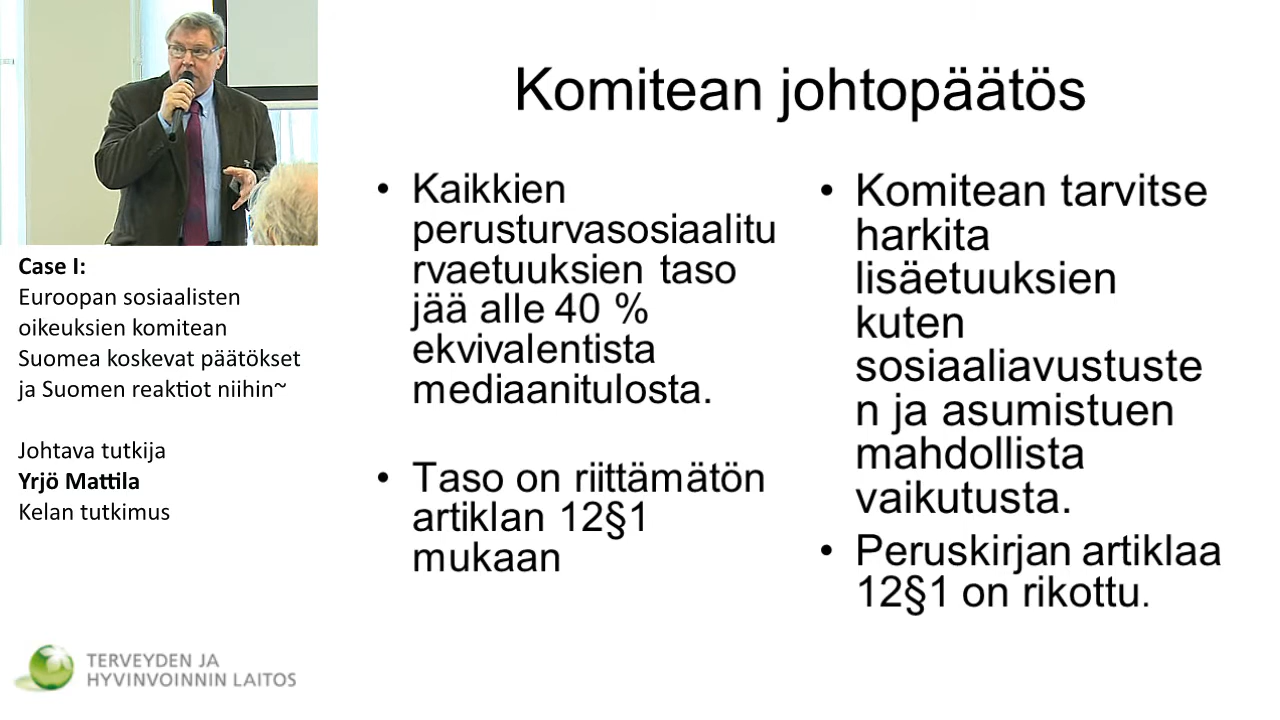 Komitean johtopäätös
• Kaikkien
perusturvasosiaalitu
rvaetuuksien taso
jää alle 40 %
ekvivalentista
mediaanitulosta.
• Taso on riittämätön
artiklan 12§1
mukaan
• Komitean tarvitse
harkita
lisäetuuksien
kuten
sosiaaliavustuste
n ja asumistuen
mahdollista
vaikutusta.
• Peruskirjan artiklaa
12§1 on rikottu.
Case I:
Euroopan sosiaalisten
oikeuksien komitean
Suomea koskevat päätökset
ja Suomen reaktiot niihin~
Johtava tutkija
Yrjö Mattila
Kelan tutkimus
TERVEYDEN JA
HYVINVOINNIN LAITOS